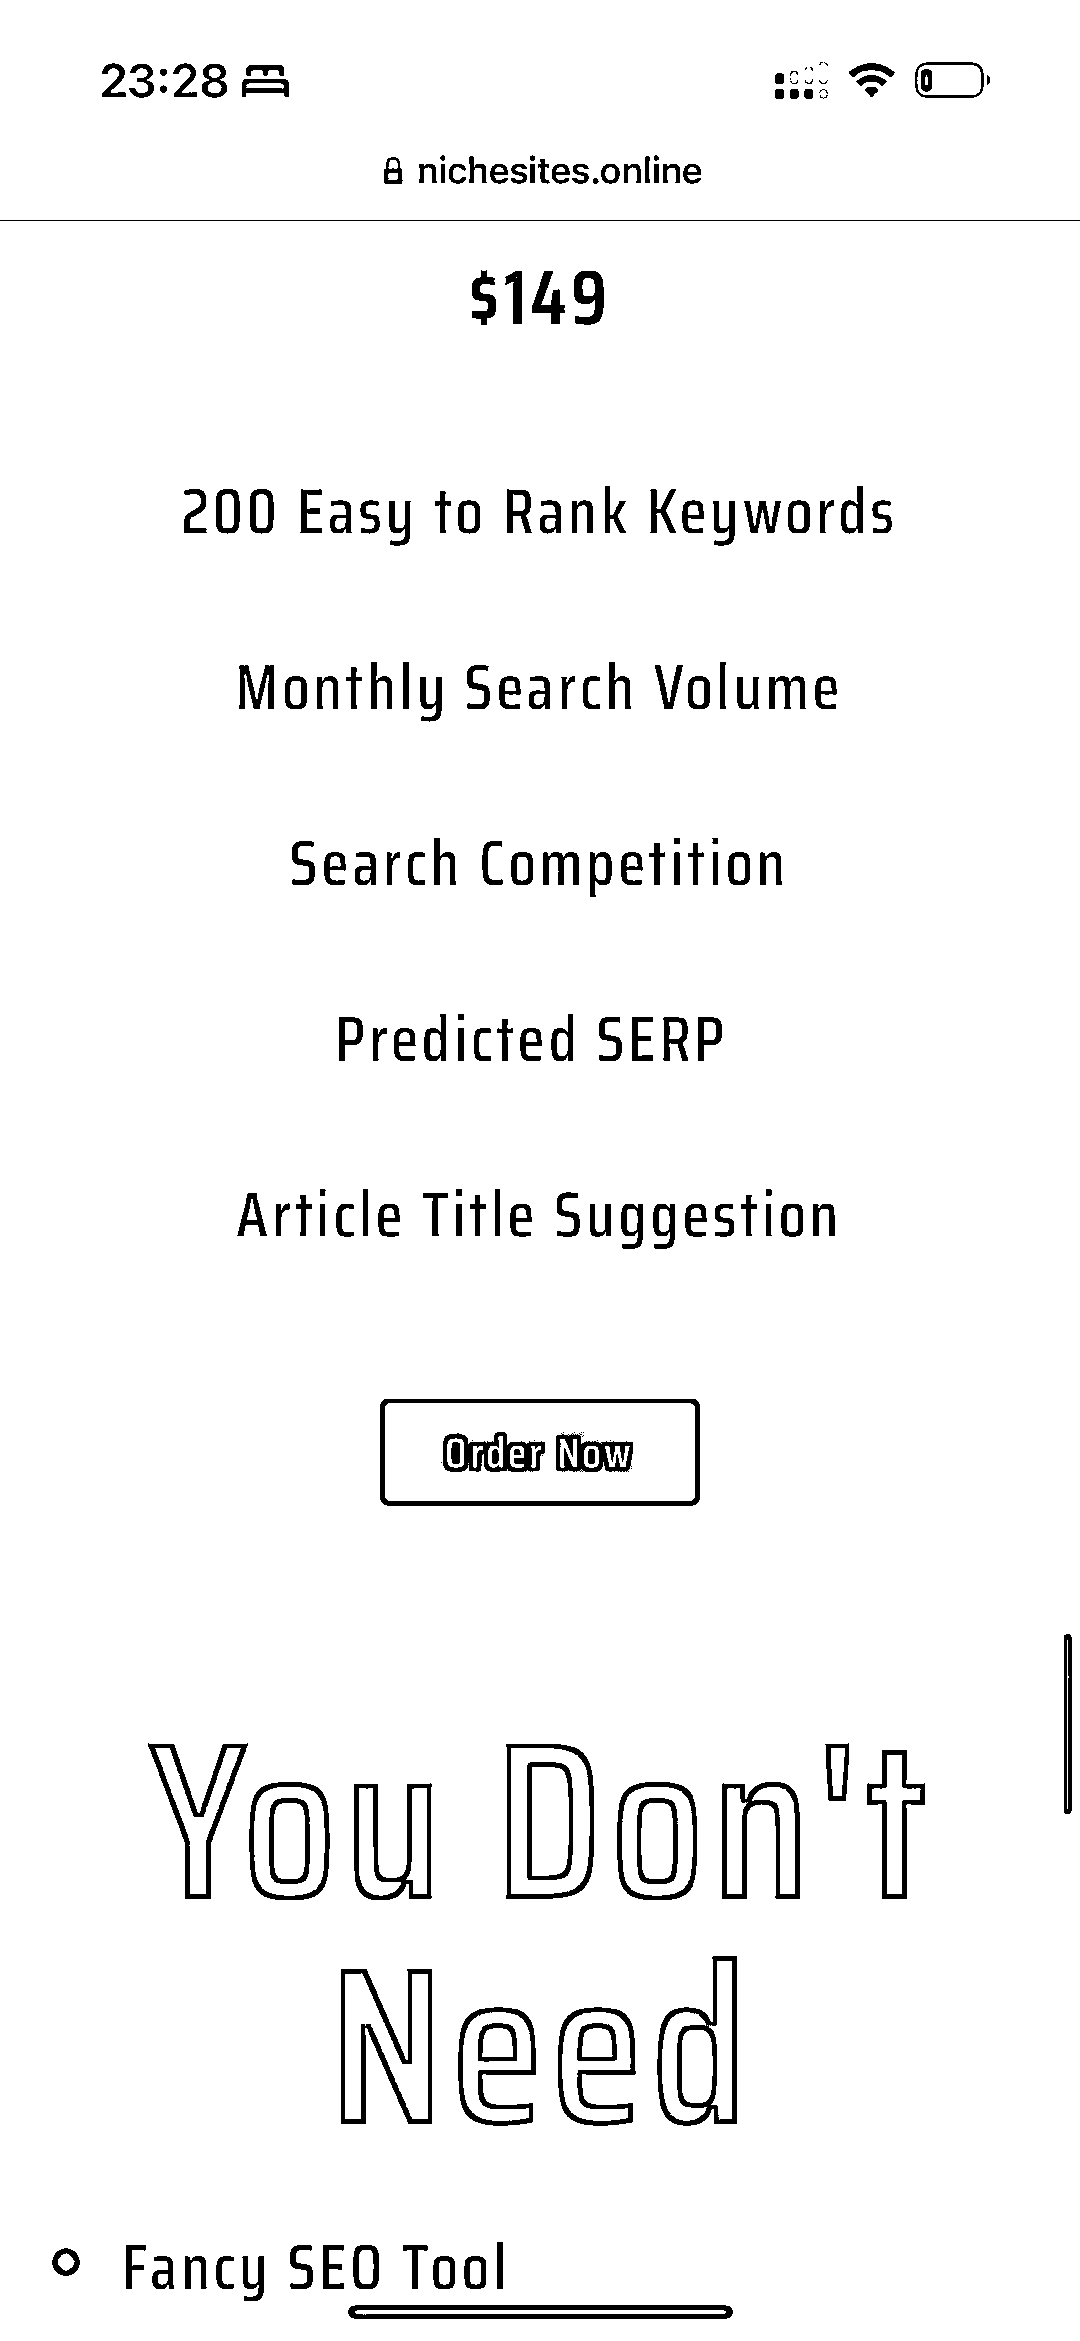 23:28
nichesites.online
$149
200 Easy to Rank Keywords
Monthly Search Volume
Search Competition
Predicted SERP
Article Title Suggestion
Order Now
You Don't
Need
Fancy SEO Tool